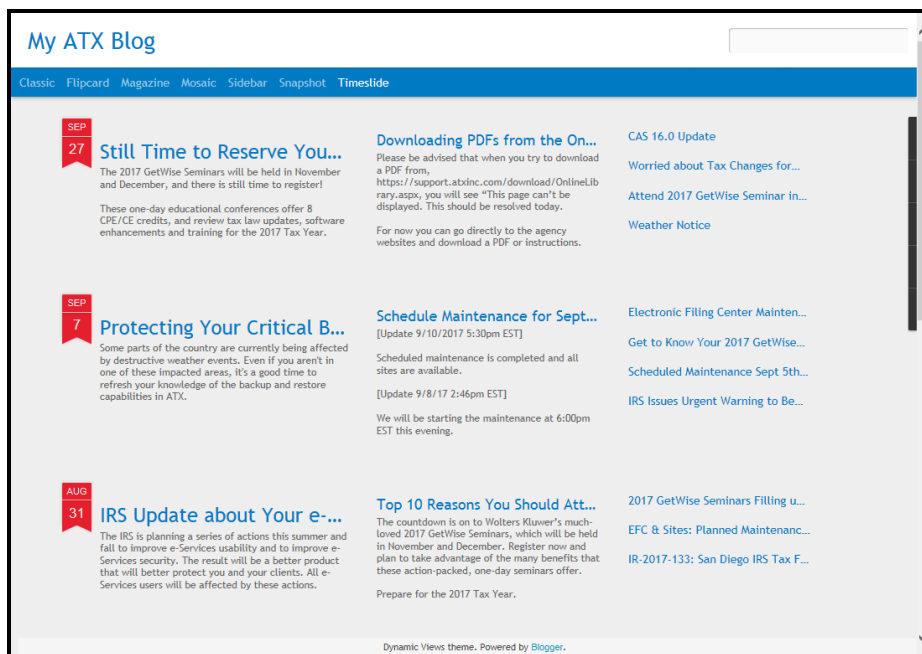 My ATX Blog
Classic Flipcard Magazine Mosaic Sidebar Snapshot Timeslide
SEP
27
Still Time to Reserve You...
The 2017 GetWise Seminars will be held in November
and December, and there is still time to register!
These one-day educational conferences offer 8
CPE/CE credits, and review tax law updates, software
enhancements and training for the 2017 Tax Year.
Downloading PDFs from the On...
Please be advised that when you try to download
a PDF from,
https://support.atxinc.com/download/OnlineLib
rary.aspx, you will see "This page can't be
displayed. This should be resolved today.
For now you can go directly to the agency
websites and download a PDF or instructions.
CAS 16.0 Update
Worried about Tax Changes for...
Attend 2017 GetWise Seminar in...
Weather Notice
SEP
7
Protecting Your Critical B...
Some parts of the country are currently being affected
by destructive weather events. Even if you aren't in
one of these impacted areas, it's a good time to
refresh your knowledge of the backup and restore
capabilities in ATX.
Schedule Maintenance for Sept...
[Update 9/10/2017 5:30pm EST]
Scheduled maintenance is completed and all
sites are available.
[Update 9/8/17 2:46pm EST]
We will be starting the maintenance at 6:00pm
EST this evening.
Electronic Filing Center Mainten...
Get to Know Your 2017 GetWise...
Scheduled Maintenance Sept 5th...
IRS Issues Urgent Warning to Be...
AUG
31
IRS Update about Your e-...
The IRS is planning a series of actions this summer and
fall to improve e-Services usability and to improve e-
Services security. The result will be a better product
that will better protect you and your clients. All e-
Services users will be affected by these actions.
Top 10 Reasons You Should Att...
The countdown is on to Wolters Kluwer's much-
loved 2017 GetWise Seminars, which will be held
in November and December. Register now and
plan to take advantage of the many benefits that
these action-packed, one-day seminars offer.
Prepare for the 2017 Tax Year.
2017 GetWise Seminars Filling u...
EFC & Sites: Planned Maintenanc...
IR-2017-133: San Diego IRS Tax F...
Dynamic Views theme. Powered by Blogger.